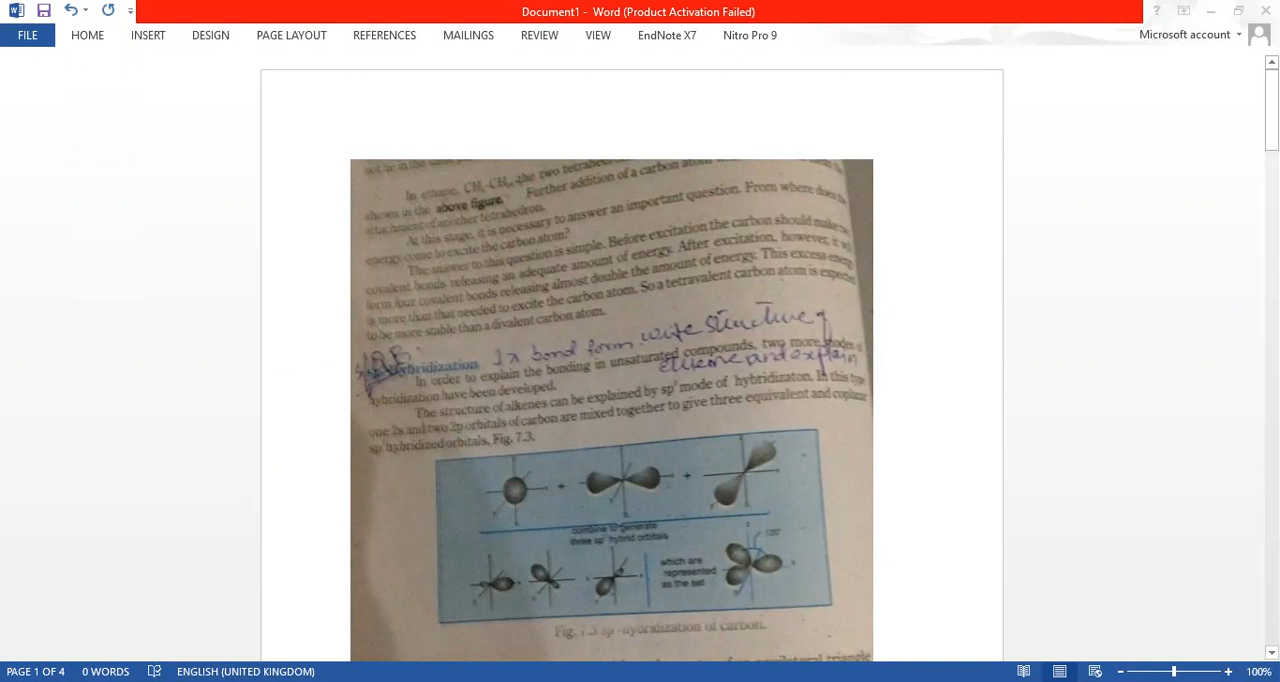 Document1 - Word (Product Activation Failed)
FILE HOME INSERT DESIGN PAGE LAYOUT REFERENCES MAILINGS REVIEW VIEW EndNote X7 Nitro Pro 9 Microsoft account
not be in the same
In ethane, CH3-CH3, the two tetrahedr
shown in the above figure. Further addition of a carbon atom
attachment of another tetrahedron.
At this stage, it is necessary to answer an important question. From where does the
energy come to excite the carbon atom?
The answer to this question is simple. Before excitation the carbon should make two
covalent bonds releasing an adequate amount of energy. After excitation, however, it will
form four covalent bonds releasing almost double the amount of energy. This excess energy
is more than that needed to excite the carbon atom. So a tetravalent carbon atom is expected
to be more stable than a divalent carbon atom.
1 π bond form. write structure of
ethene and explain
Hybridization
In order to explain the bonding in unsaturated compounds, two more modes of
hybridization have been developed.
The structure of alkenes can be explained by sp² mode of hybridizaton. In this type
one 2s and two 2p orbitals of carbon are mixed together to give three equivalent and coplanar
sp² hybridized orbitals, Fig. 7.3.
+ +
combine to generate
three sp² hybrid orbitals
which are
represented
as the set
120°
Fig. 7.3 sp²-hybridization of carbon.
equilateral triangle
PAGE 1 OF 4 0 WORDS ENGLISH (UNITED KINGDOM) 100%